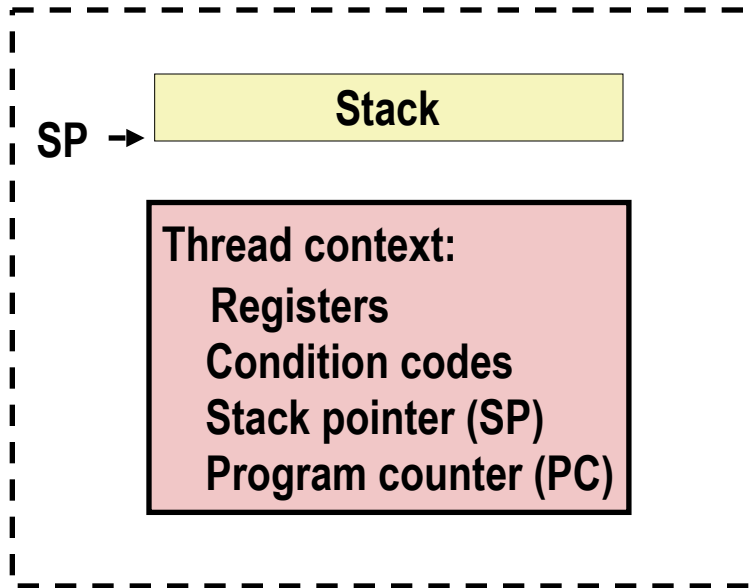 Stack
SP
Thread context:
Registers
Condition codes
Stack pointer (SP)
Program counter (PC)